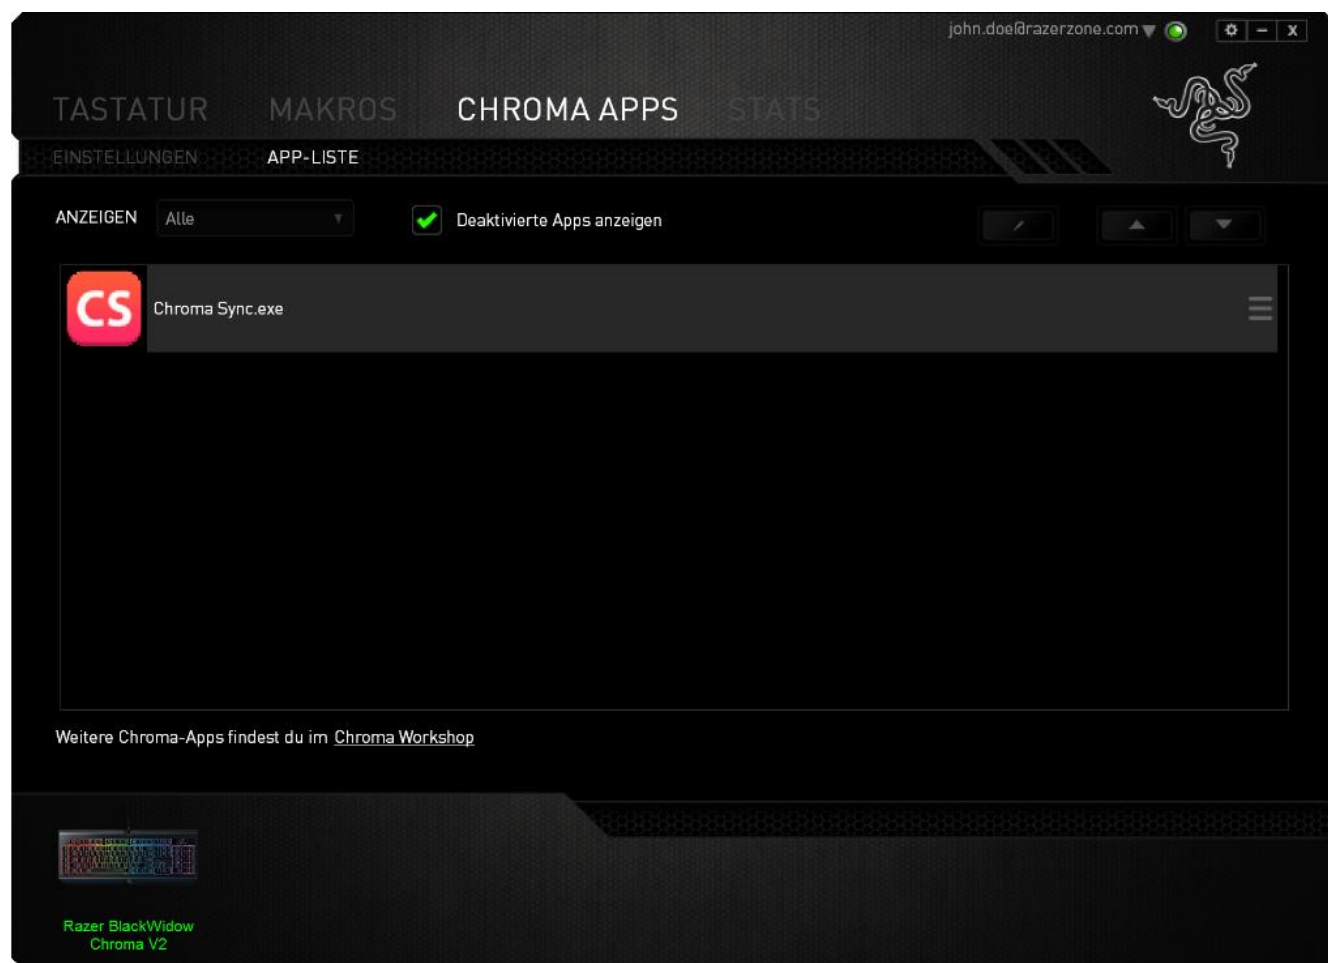 john.doe@razerzone.com
TASTATUR MAKROS CHROMA APPS STATS
EINSTELLUNGEN APP-LISTE
ANZEIGEN Alle Deaktivierte Apps anzeigen
CS Chroma Sync.exe
Weitere Chroma-Apps findest du im Chroma Workshop
Razer BlackWidow
Chroma V2